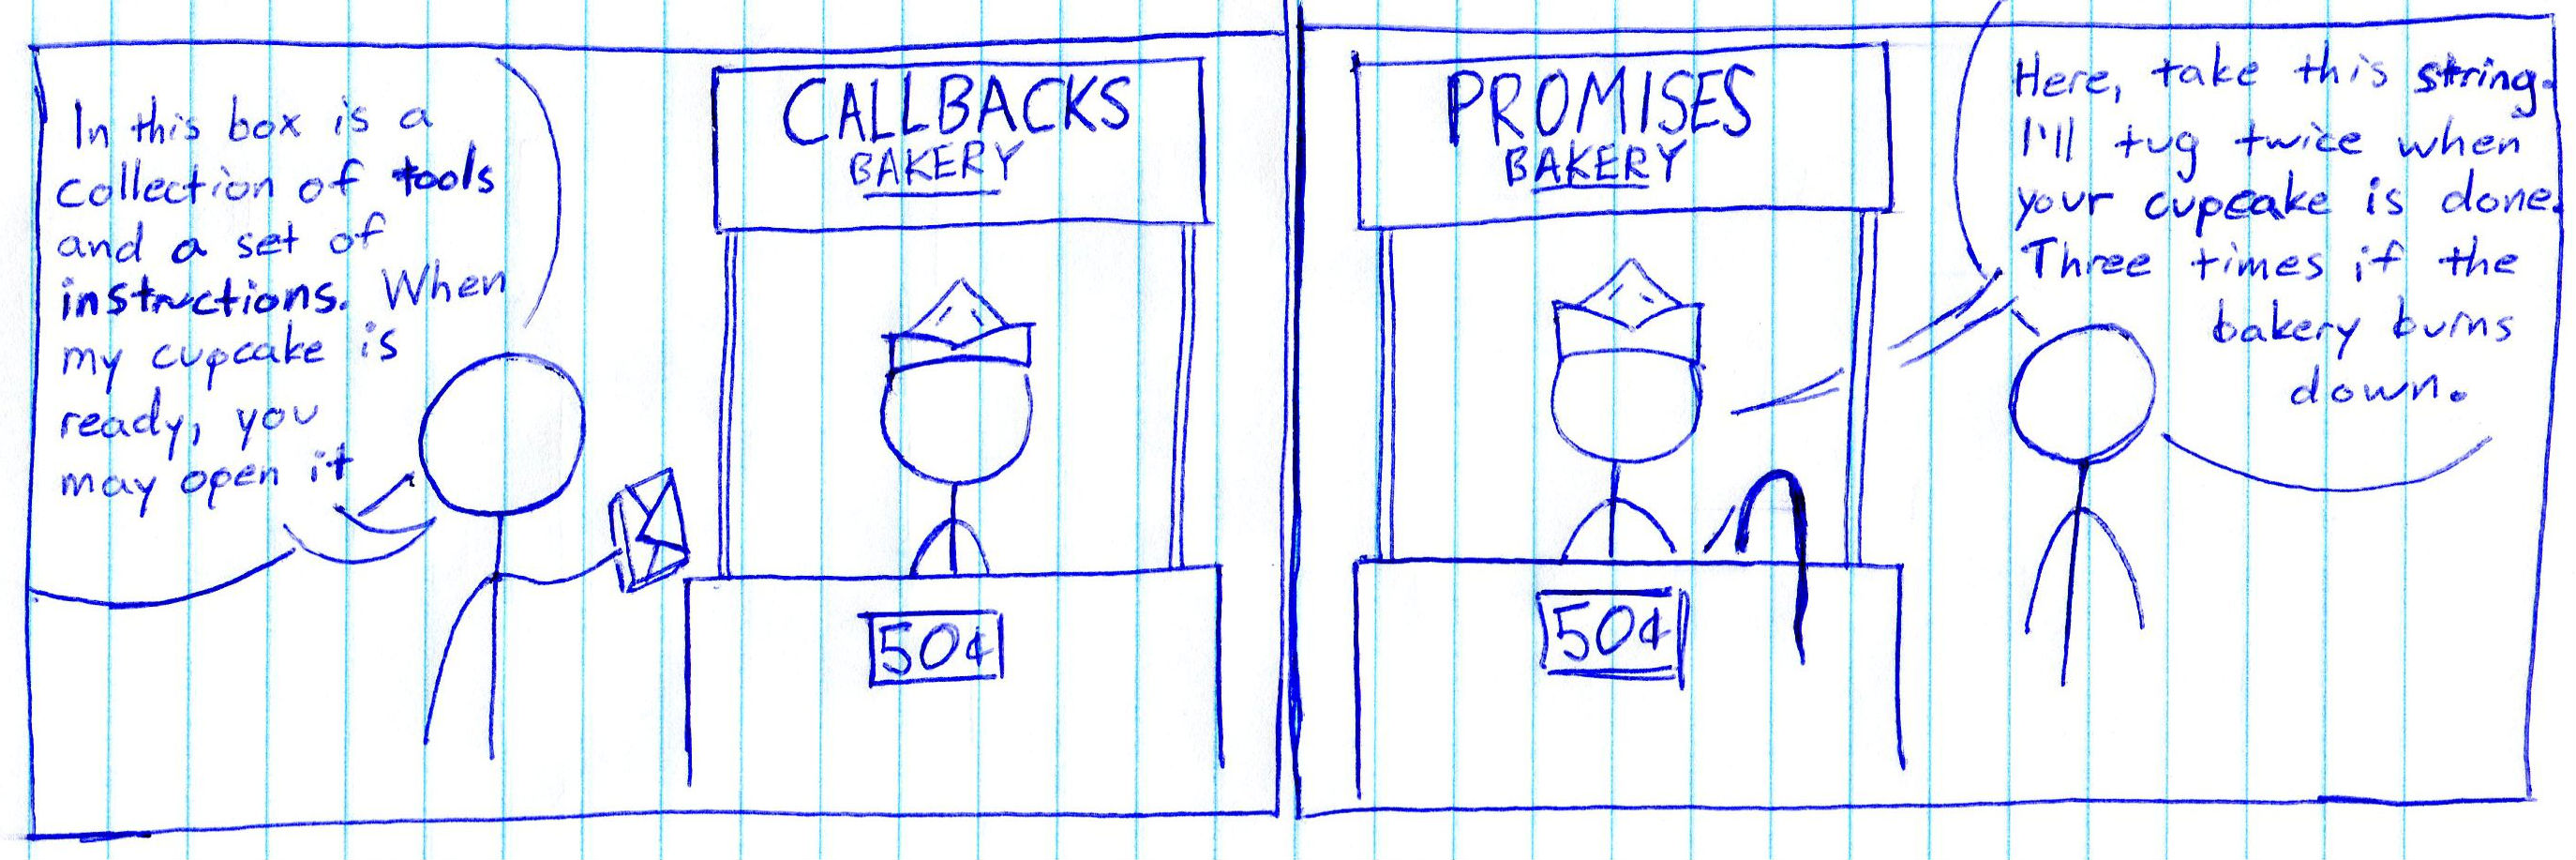 In this box is a
collection of tools
and a set of
instructions. When
my cupcake is
ready, you
may open it
CALLBACKS
BAKERY
50¢
PROMISES
BAKERY
50¢
Here, take this string.
I'll tug twice when
your cupcake is done.
Three times if the
bakery burns
down.